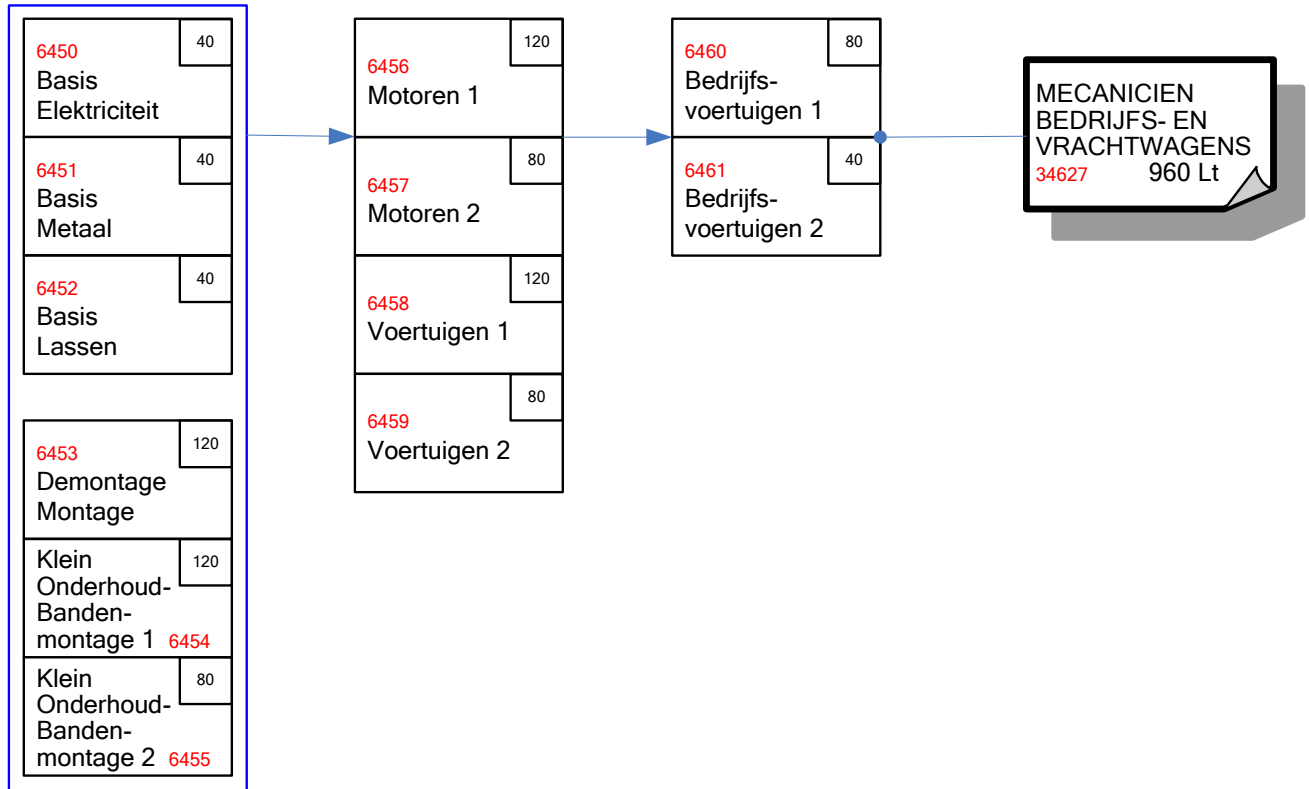 40
6450
Basis
Elektriciteit
40
6451
Basis
Metaal
40
6452
Basis
Lassen
120
6453
Demontage
Montage
120
Klein
Onderhoud-
Banden-
montage 1 6454
80
Klein
Onderhoud-
Banden-
montage 2 6455
120
6456
Motoren 1
80
6457
Motoren 2
120
6458
Voertuigen 1
80
6459
Voertuigen 2
80
6460
Bedrijfs-
voertuigen 1
40
6461
Bedrijfs-
voertuigen 2
MECANICIEN
BEDRIJFS- EN
VRACHTWAGENS
34627 960 Lt